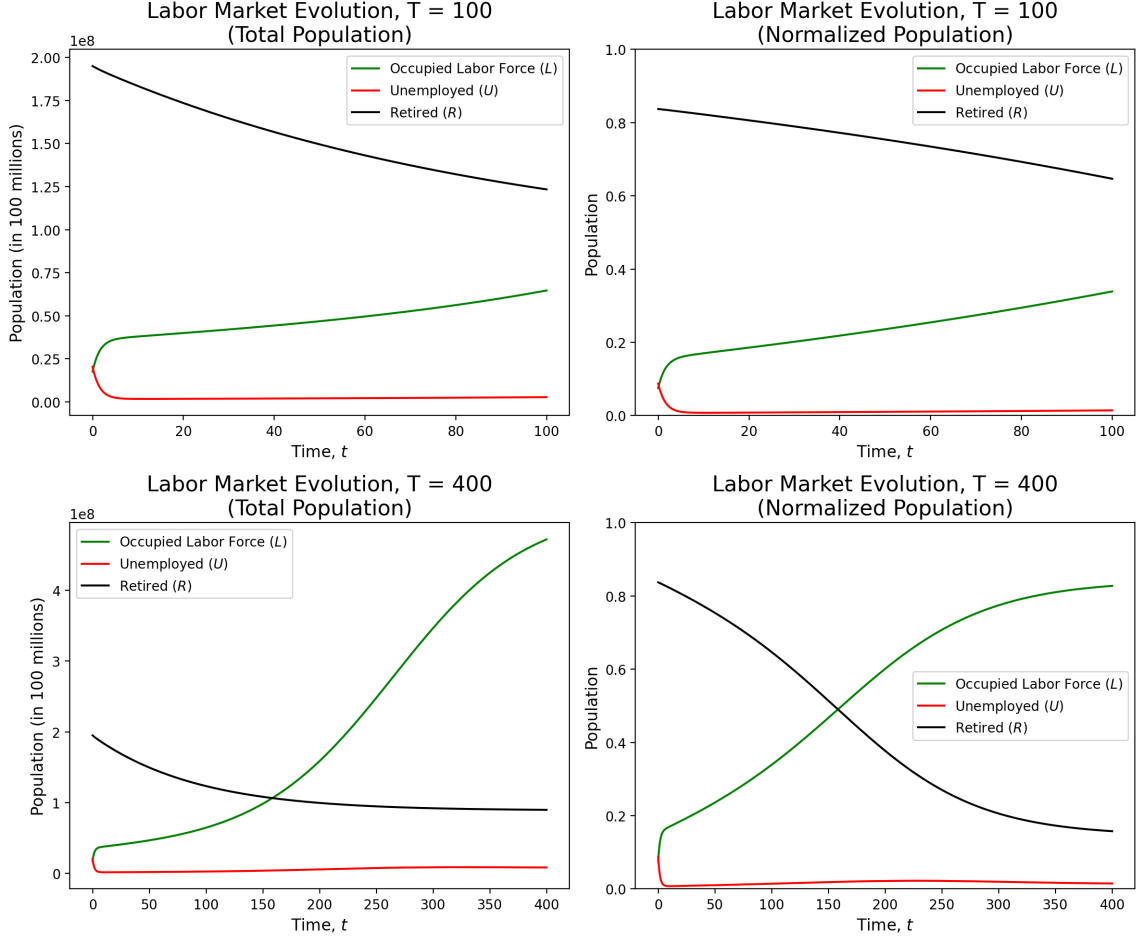 Labor Market Evolution, T = 100
(Total Population)
1e8
2.00
1.75
1.50
1.25
1.00
0.75
0.50
0.25
0.00
Population (in 100 millions)
Occupied Labor Force (L)
Unemployed (U)
Retired (R)
0 20 40 60 80 100
Time, t
Labor Market Evolution, T = 100
(Normalized Population)
1.0
0.8
0.6
0.4
0.2
0.0
Population
Occupied Labor Force (L)
Unemployed (U)
Retired (R)
0 20 40 60 80 100
Time, t
Labor Market Evolution, T = 400
(Total Population)
1e8
4
3
2
1
0
Population (in 100 millions)
Occupied Labor Force (L)
Unemployed (U)
Retired (R)
0 50 100 150 200 250 300 350 400
Time, t
Labor Market Evolution, T = 400
(Normalized Population)
1.0
0.8
0.6
0.4
0.2
0.0
Population
Occupied Labor Force (L)
Unemployed (U)
Retired (R)
0 50 100 150 200 250 300 350 400
Time, t